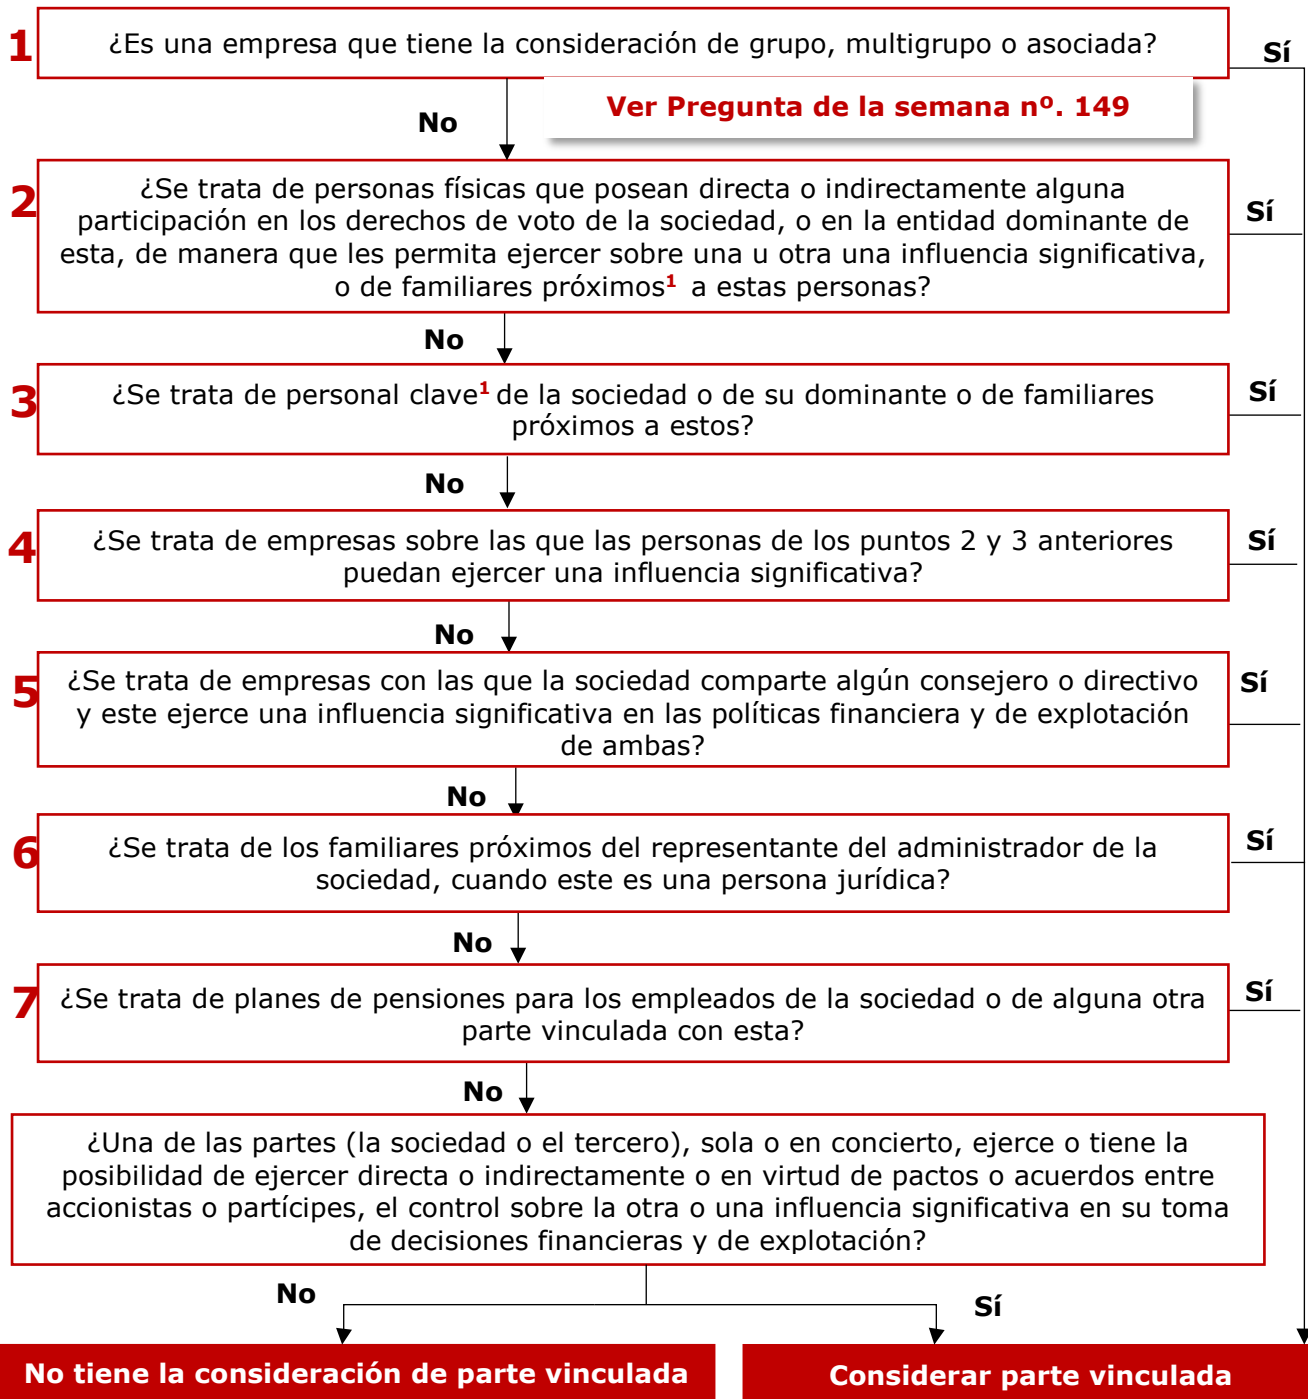 1
¿Es una empresa que tiene la consideración de grupo, multigrupo o asociada?
Sí
Ver Pregunta de la semana nº. 149
No
2
¿Se trata de personas físicas que posean directa o indirectamente alguna
participación en los derechos de voto de la sociedad, o en la entidad dominante de
esta, de manera que les permita ejercer sobre una u otra una influencia significativa,
o de familiares próximos¹ a estas personas?
Sí
No
3
¿Se trata de personal clave¹ de la sociedad o de su dominante o de familiares
próximos a estos?
Sí
No
4
¿Se trata de empresas sobre las que las personas de los puntos 2 y 3 anteriores
puedan ejercer una influencia significativa?
Sí
No
5
¿Se trata de empresas con las que la sociedad comparte algún consejero o directivo
y este ejerce una influencia significativa en las políticas financiera y de explotación
de ambas?
Sí
No
6
¿Se trata de los familiares próximos del representante del administrador de la
sociedad, cuando este es una persona jurídica?
Sí
No
7
¿Se trata de planes de pensiones para los empleados de la sociedad o de alguna otra
parte vinculada con esta?
Sí
No
¿Una de las partes (la sociedad o el tercero), sola o en concierto, ejerce o tiene la
posibilidad de ejercer directa o indirectamente o en virtud de pactos o acuerdos entre
accionistas o partícipes, el control sobre la otra o una influencia significativa en su toma
de decisiones financieras y de explotación?
No
Sí
No tiene la consideración de parte vinculada
Considerar parte vinculada